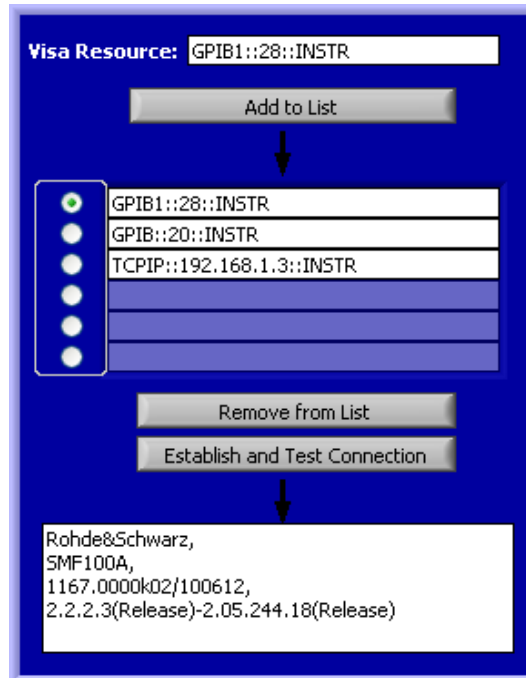 Visa Resource: GPIB1::28::INSTR
Add to List
GPIB1::28::INSTR
GPIB::20::INSTR
TCPIP::192.168.1.3::INSTR
Remove from List
Establish and Test Connection
Rohde&Schwarz,
SMF100A,
1167.0000k02/100612,
2.2.2.3(Release)-2.05.244.18(Release)